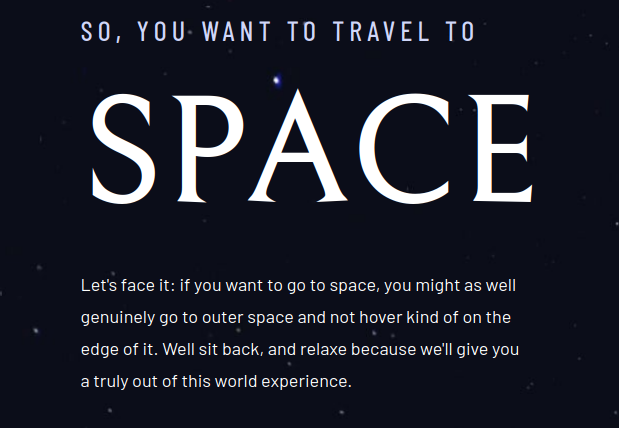 SO, YOU WANT TO TRAVEL TO
SPACE
Let's face it: if you want to go to space, you might as well
genuinely go to outer space and not hover kind of on the
edge of it. Well sit back, and relaxe because we'll give you
a truly out of this world experience.